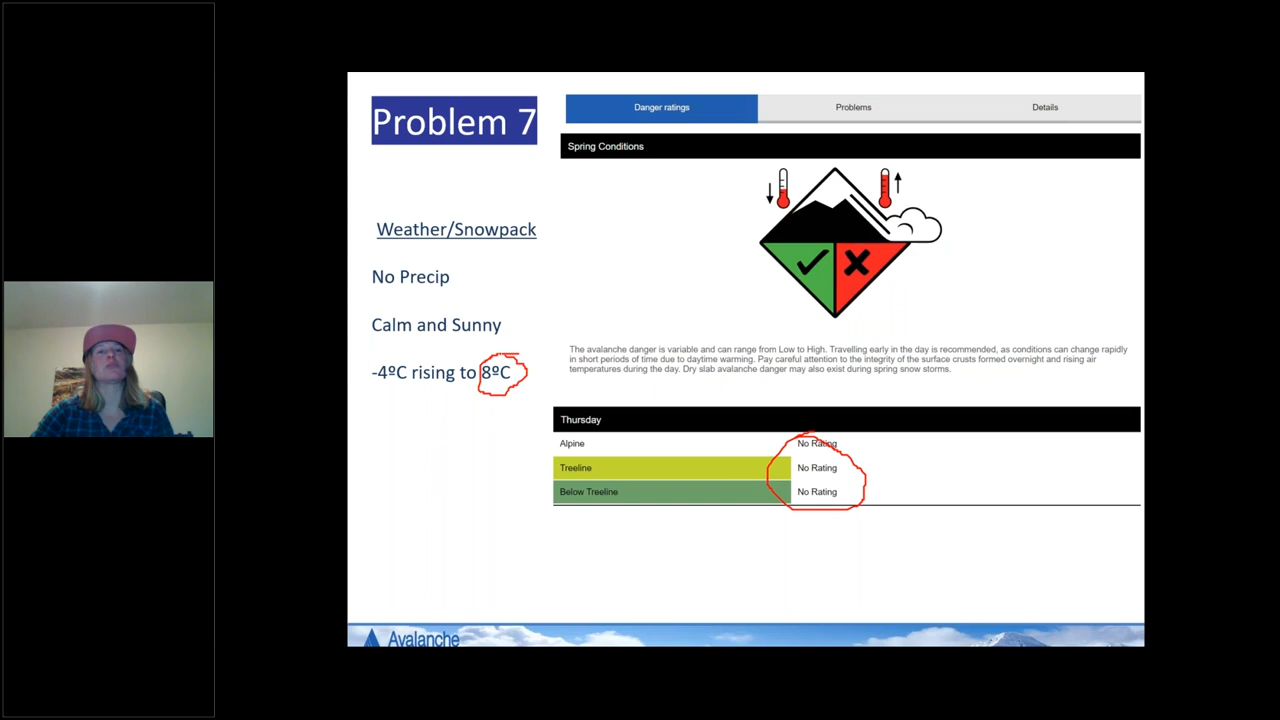 Problem 7
Weather/Snowpack
No Precip
Calm and Sunny
-4ºC rising to 8ºC
Danger ratings Problems Details
Spring Conditions
The avalanche danger is variable and can range from Low to High. Travelling early in the day is recommended, as conditions can change rapidly
in short periods of time due to daytime warming. Pay careful attention to the integrity of the surface crusts formed overnight and rising air
temperatures during the day. Dry slab avalanche danger may also exist during spring snow storms.
Thursday
Alpine No Rating
Treeline No Rating
Below Treeline No Rating
Avalanche